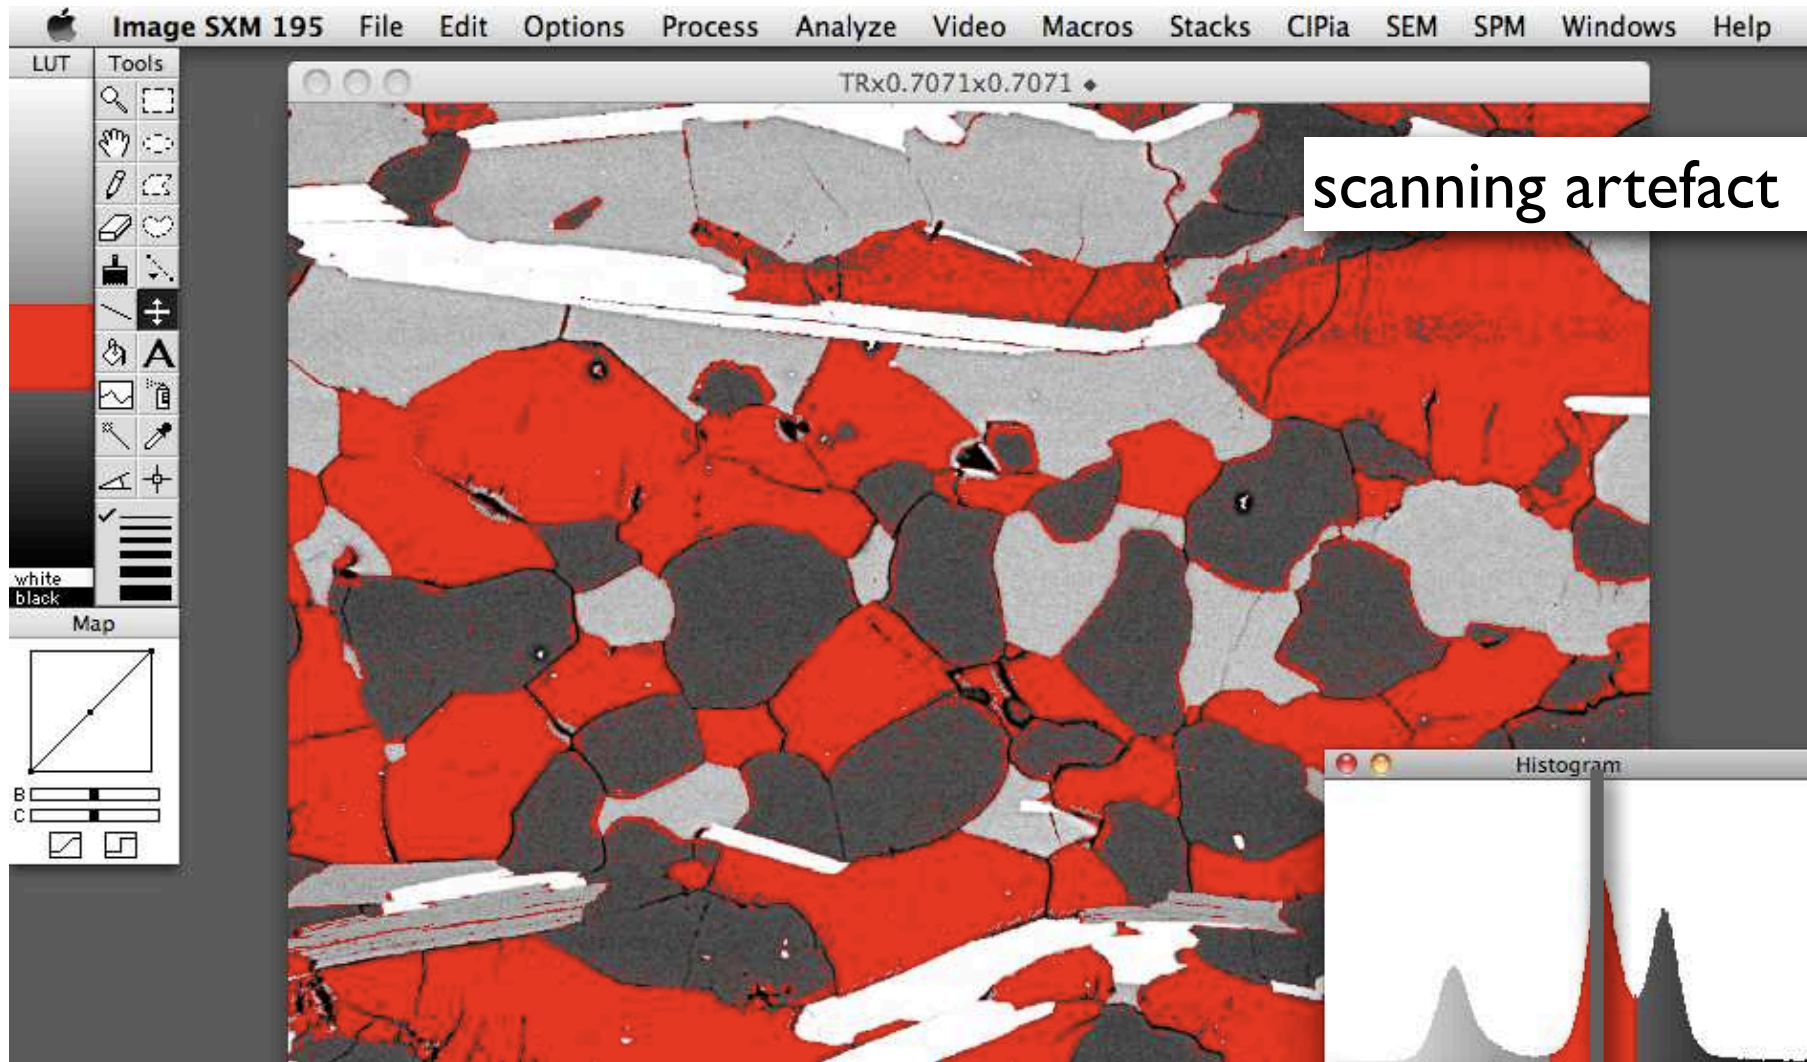 Image SXM 195 File Edit Options Process Analyze Video Macros Stacks CIPia SEM SPM Windows Help
LUT Tools
TRx0.7071x0.7071
scanning artefact
A
white
black
Map
B
C
Histogram